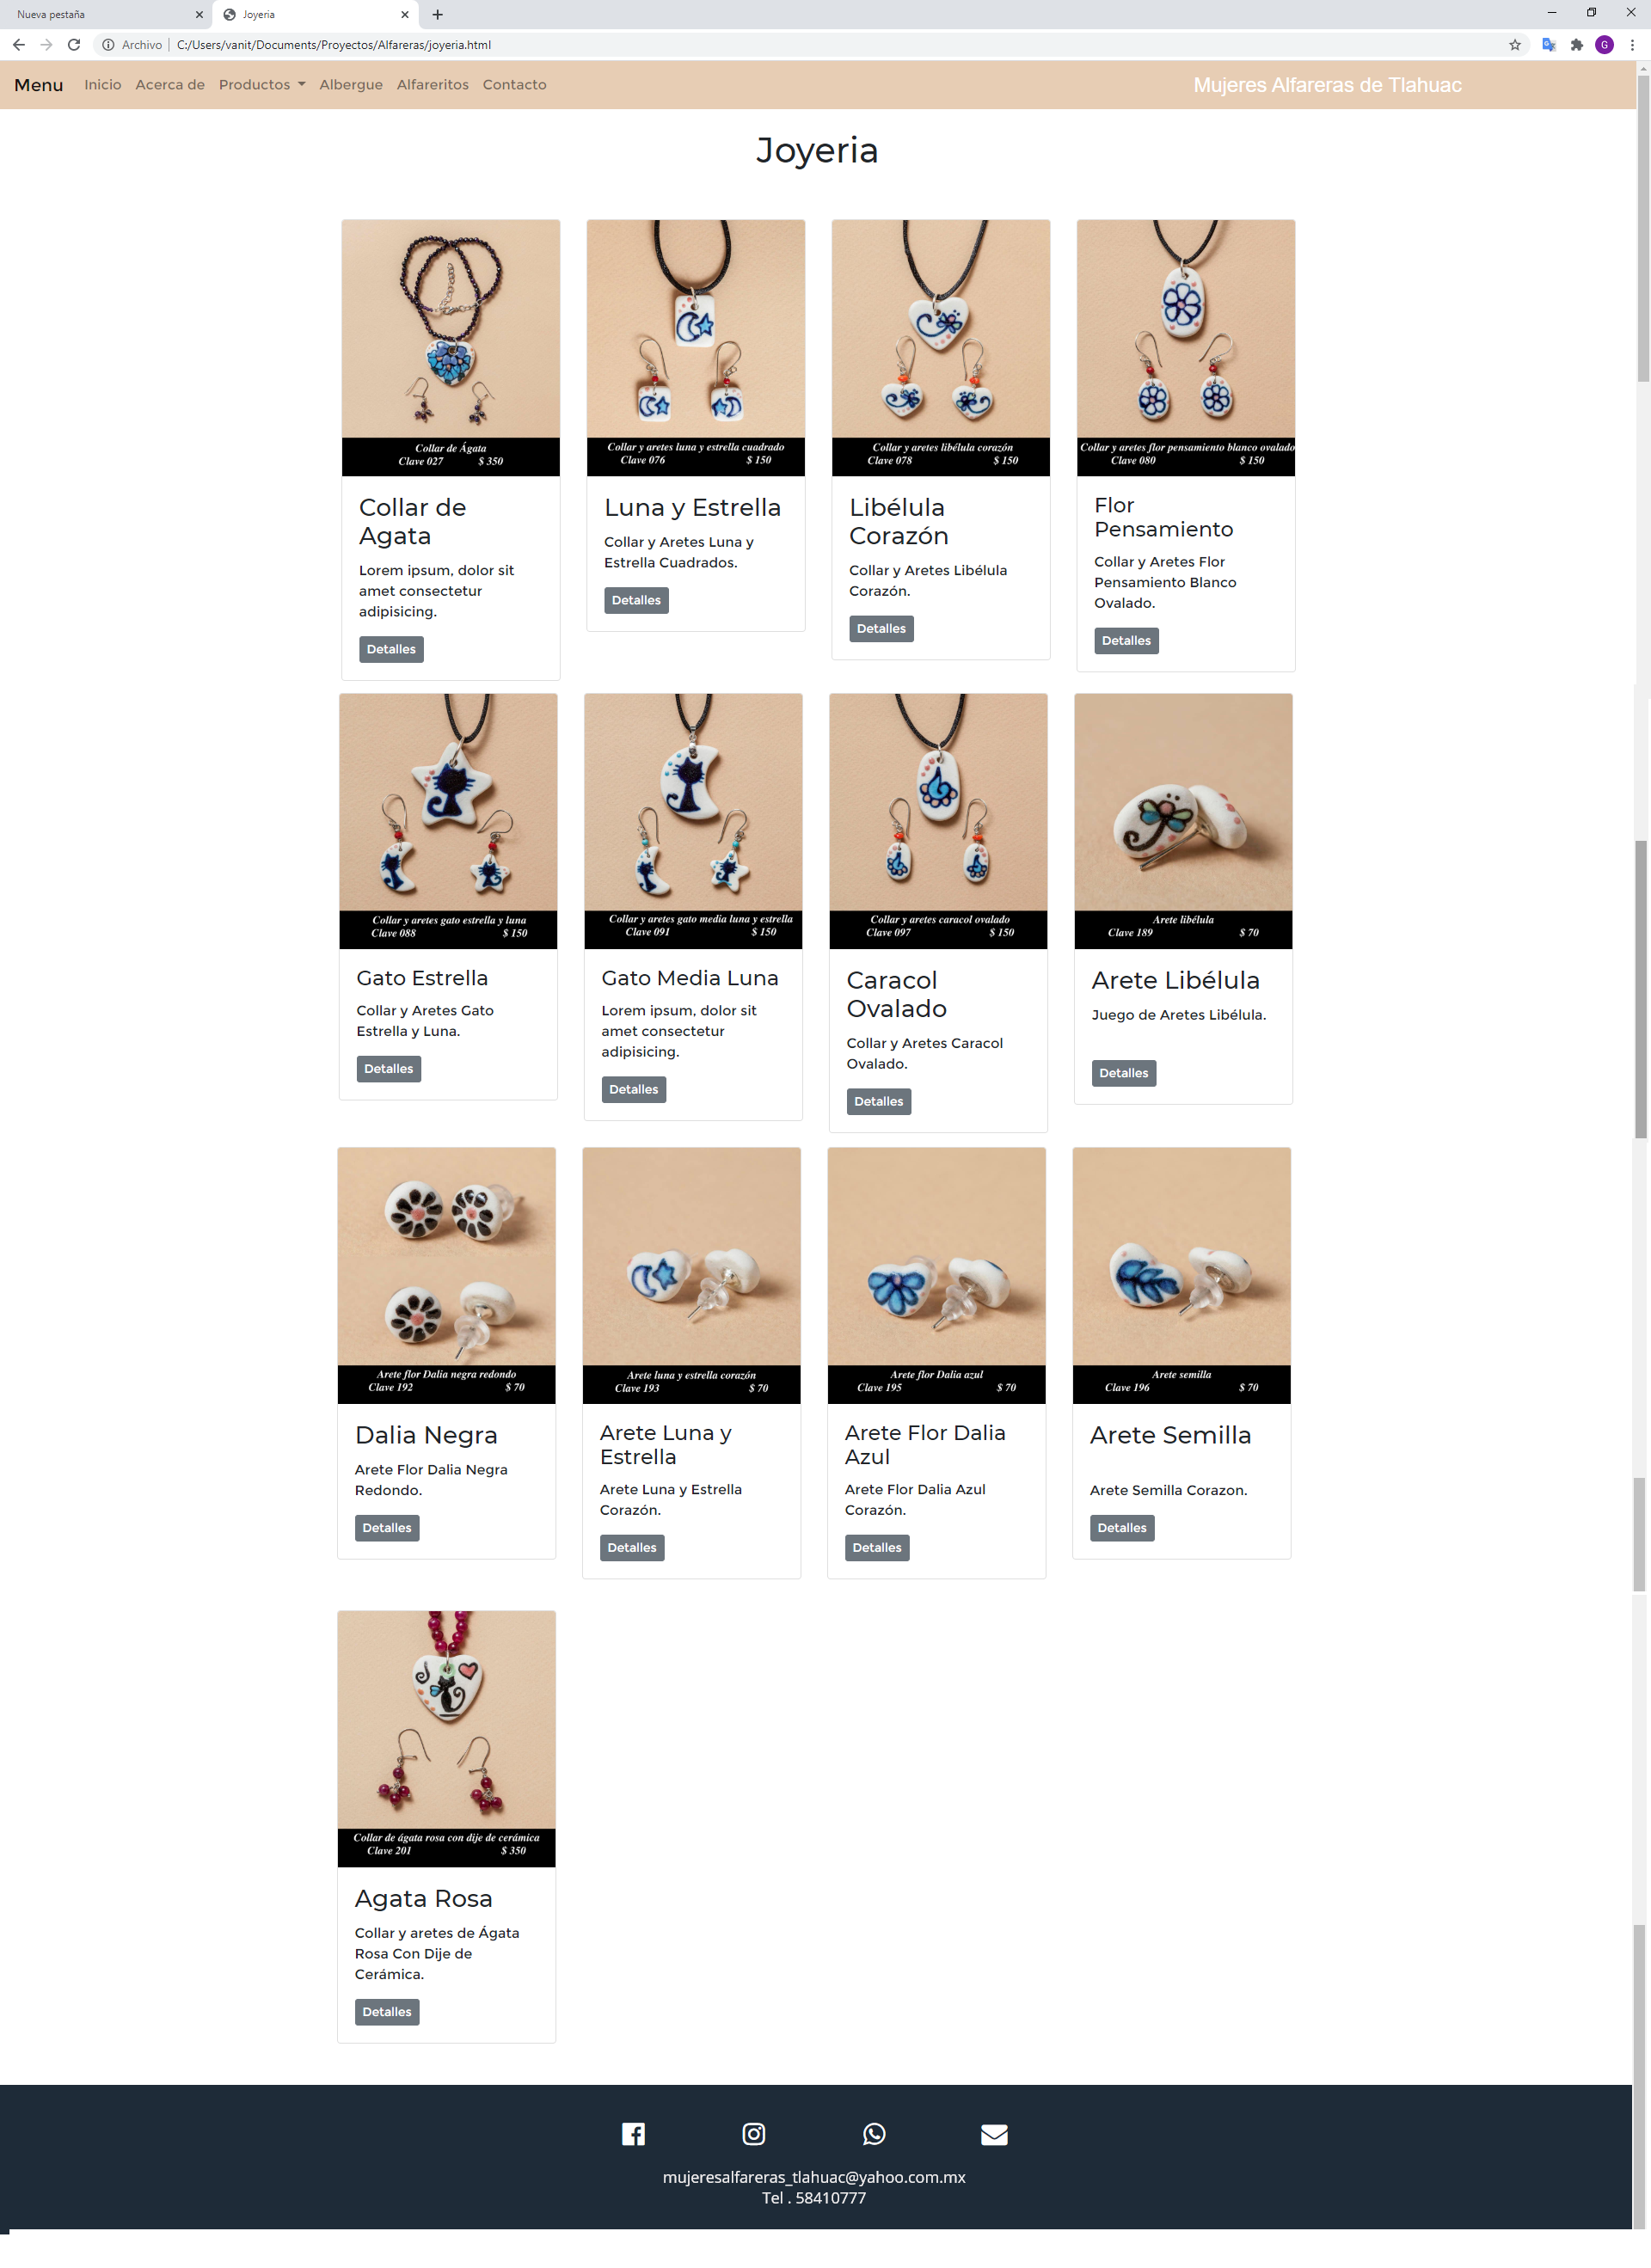 Nueva pestaña
Joyeria
Archivo
C:/Users/vanit/Documents/Proyectos/Alfareras/joyeria.html
G
Menu Inicio Acerca de Productos Albergue Alfareritos Contacto
Mujeres Alfareras de Tlahuac
Joyeria
Collar de Ágata
Clave 027 $ 350
Collar de
Agata
Lorem ipsum, dolor sit
amet consectetur
adipisicing.
Detalles
Collar y aretes luna y estrella cuadrado
Clave 076 $ 150
Luna y Estrella
Collar y Aretes Luna y
Estrella Cuadrados.
Detalles
Collar y aretes libélula corazón
Clave 078 $ 150
Libélula
Corazón
Collar y Aretes Libélula
Corazón.
Detalles
Collar y aretes flor pensamiento blanco ovalado
Clave 080 $ 150
Flor
Pensamiento
Collar y Aretes Flor
Pensamiento Blanco
Ovalado.
Detalles
Collar y aretes gato estrella y luna
Clave 088 $ 150
Gato Estrella
Collar y Aretes Gato
Estrella y Luna.
Detalles
Collar y aretes gato media luna y estrella
Clave 091 $ 150
Gato Media Luna
Lorem ipsum, dolor sit
amet consectetur
adipisicing.
Detalles
Collar y aretes caracol ovalado
Clave 097 $ 150
Caracol
Ovalado
Collar y Aretes Caracol
Ovalado.
Detalles
Arete libélula
Clave 189 $ 70
Arete Libélula
Juego de Aretes Libélula.
Detalles
Arete flor Dalia negra redondo
Clave 192 $ 70
Dalia Negra
Arete Flor Dalia Negra
Redondo.
Detalles
Arete luna y estrella corazón
Clave 193 $ 70
Arete Luna y
Estrella
Arete Luna y Estrella
Corazón.
Detalles
Arete flor Dalia azul
Clave 195 $ 70
Arete Flor Dalia
Azul
Arete Flor Dalia Azul
Corazón.
Detalles
Arete semilla
Clave 196 $ 70
Arete Semilla
Arete Semilla Corazon.
Detalles
Collar de ágata rosa con dije de cerámica
Clave 201 $ 350
Agata Rosa
Collar y aretes de Ágata
Rosa Con Dije de
Cerámica.
Detalles
mujeresalfareras_tlahuac@yahoo.com.mx
Tel . 58410777